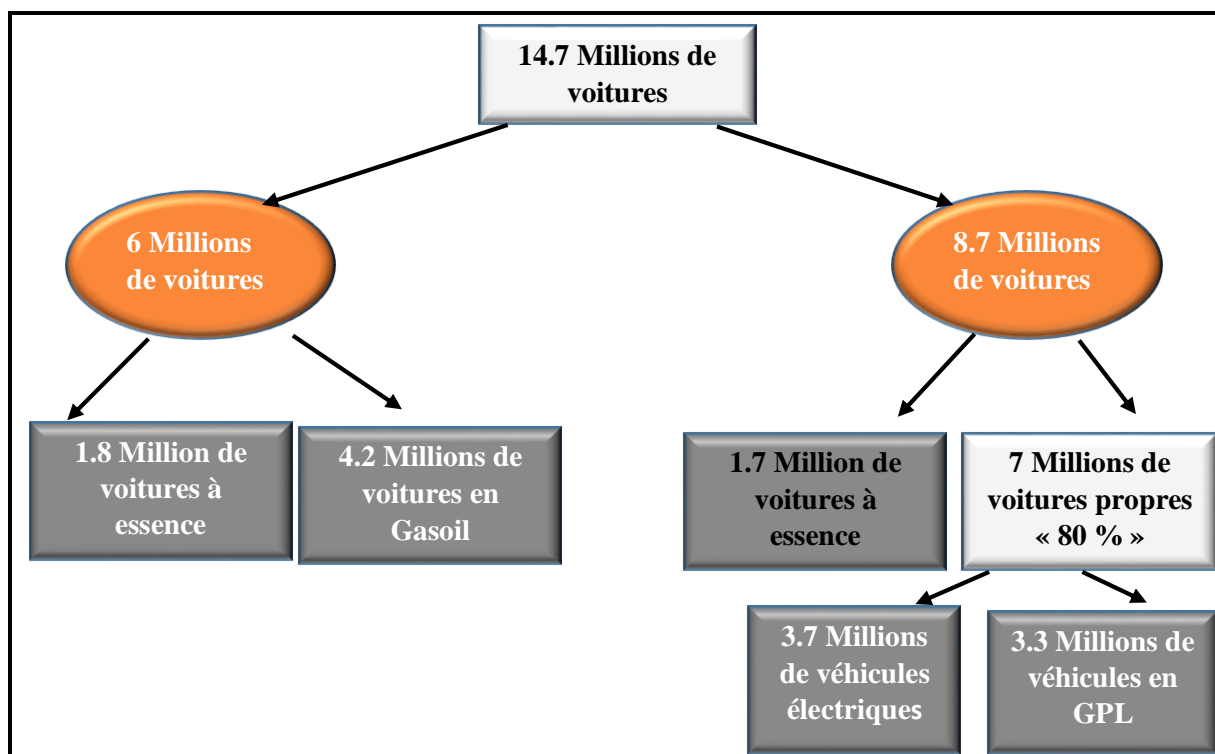 14.7 Millions de
voitures
6 Millions
de voitures
8.7 Millions
de voitures
1.8 Million de
voitures à
essence
4.2 Millions de
voitures en
Gasoil
1.7 Million de
voitures à
essence
7 Millions de
voitures propres
« 80 % »
3.7 Millions
de véhicules
électriques
3.3 Millions de
véhicules en
GPL